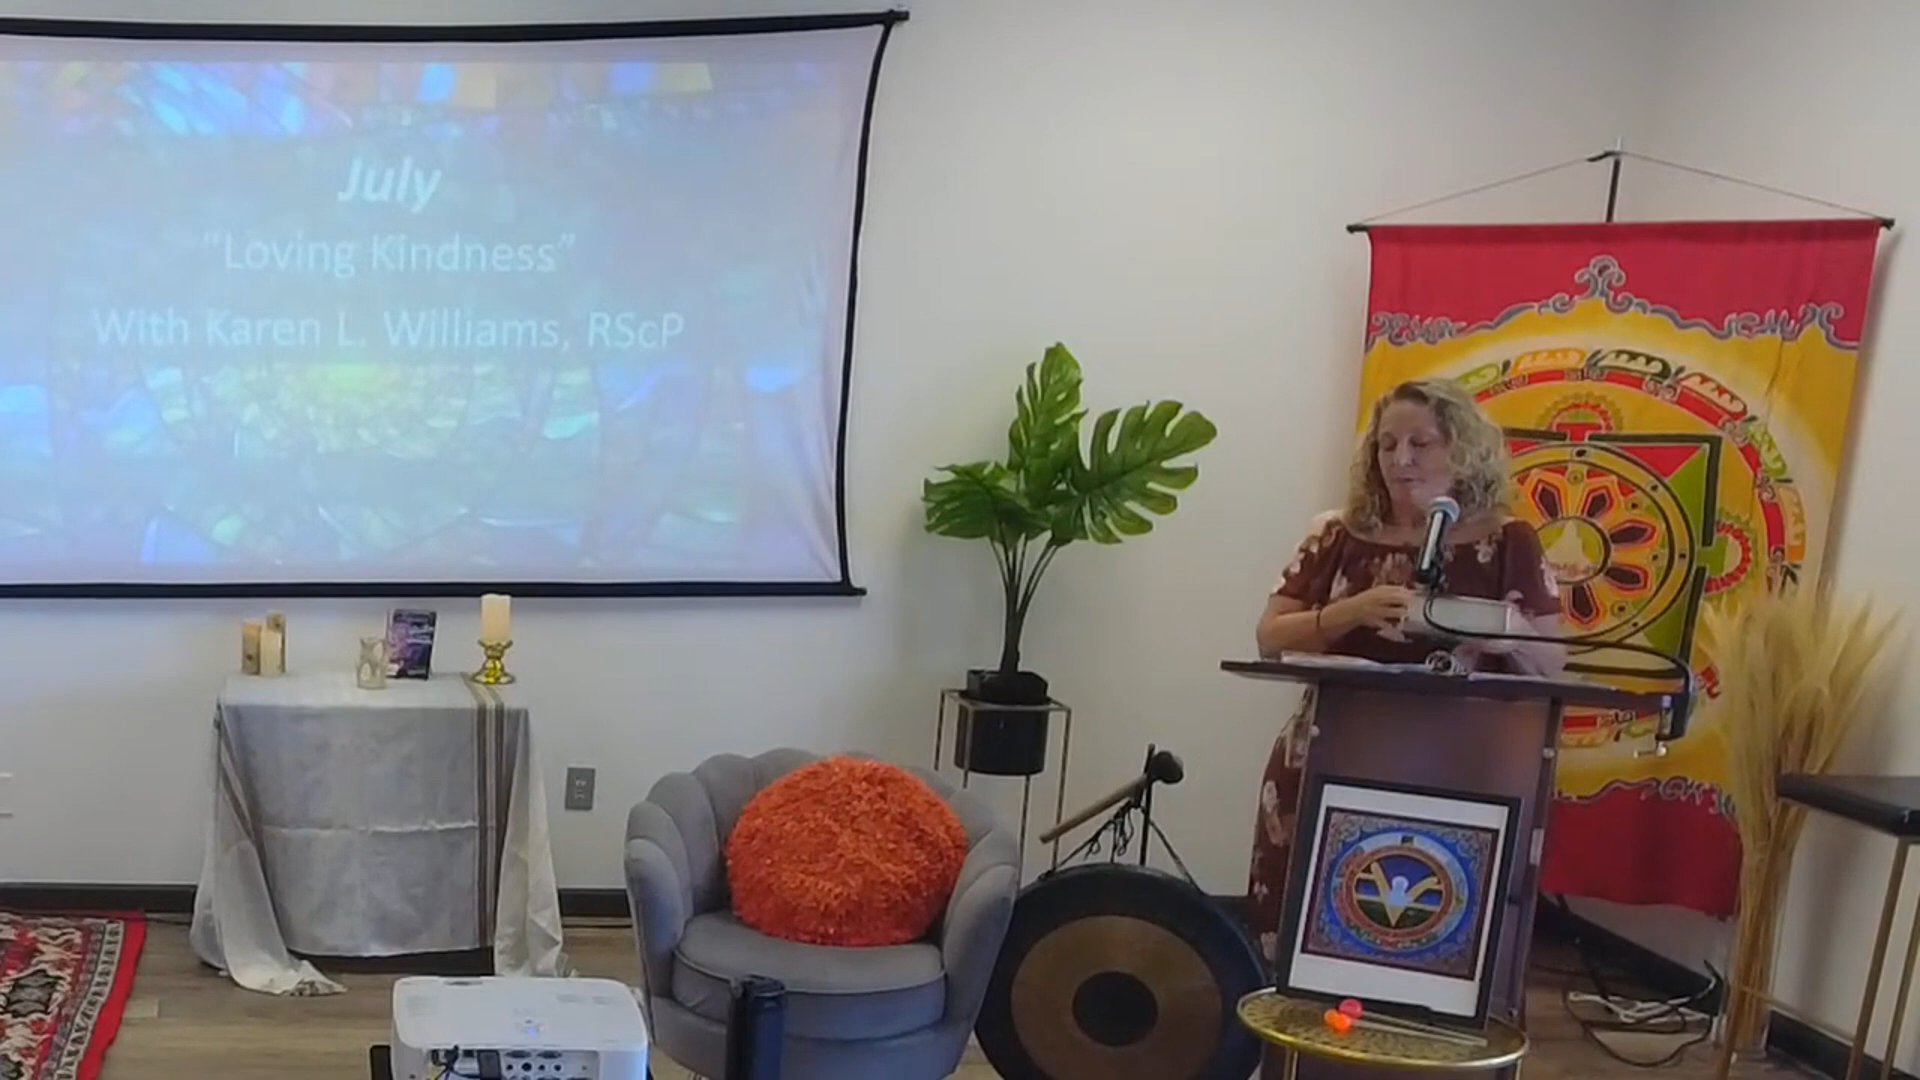 July
“Loving Kindness”
With Karen L. Williams, RScP